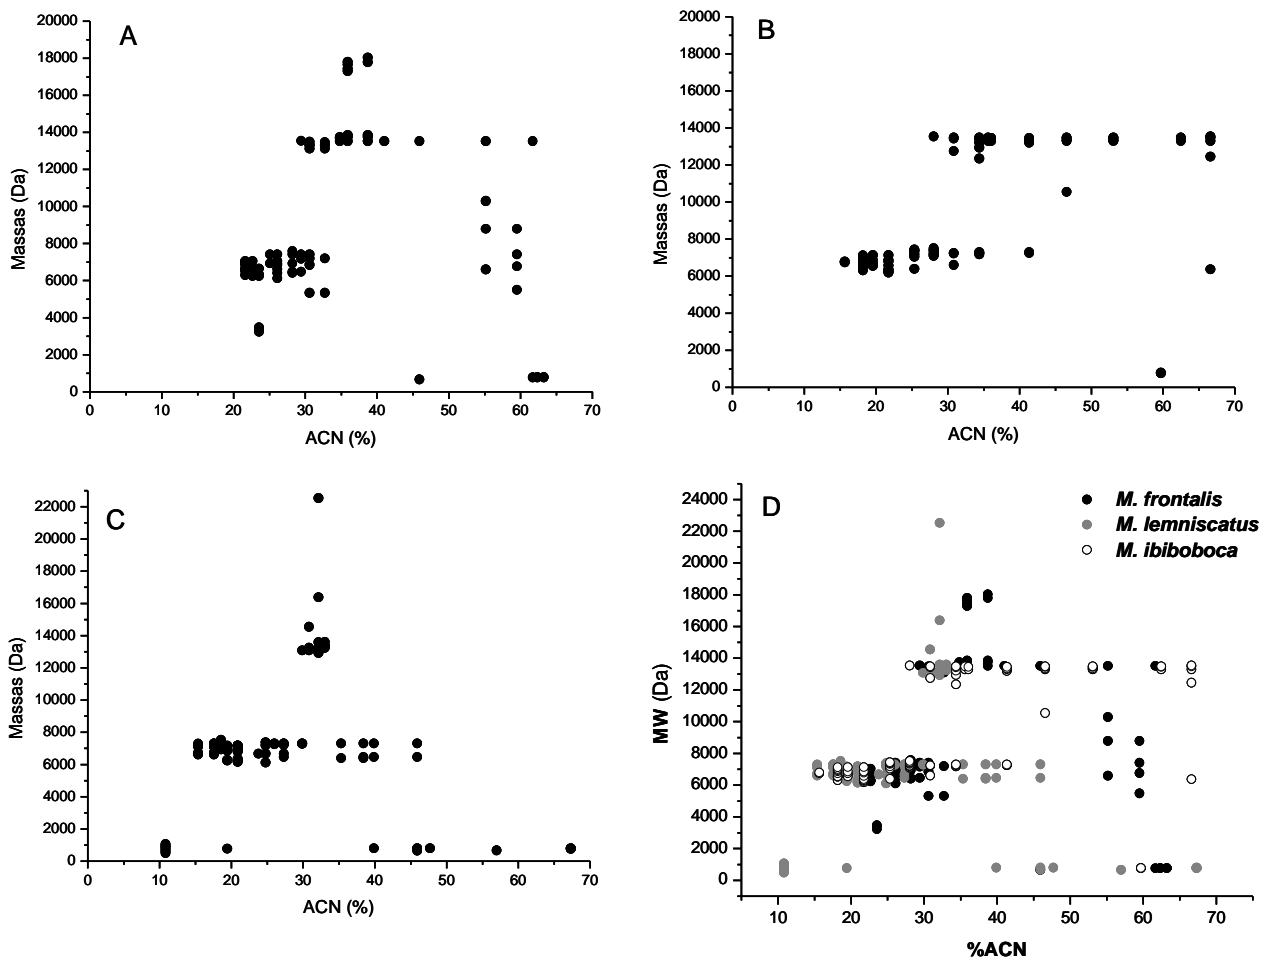 A
20000
18000
16000
14000
12000
10000
8000
6000
4000
2000
0
Massas (Da)
0 10 20 30 40 50 60 70
ACN (%)
B
20000
18000
16000
14000
12000
10000
8000
6000
4000
2000
0
Massas (Da)
0 10 20 30 40 50 60 70
ACN (%)
C
22000
20000
18000
16000
14000
12000
10000
8000
6000
4000
2000
0
Massas (Da)
0 10 20 30 40 50 60 70
ACN (%)
D
M. frontalis
M. lemniscatus
M. ibiboboca
24000
22000
20000
18000
16000
14000
12000
10000
8000
6000
4000
2000
0
MW (Da)
10 20 30 40 50 60 70
%ACN